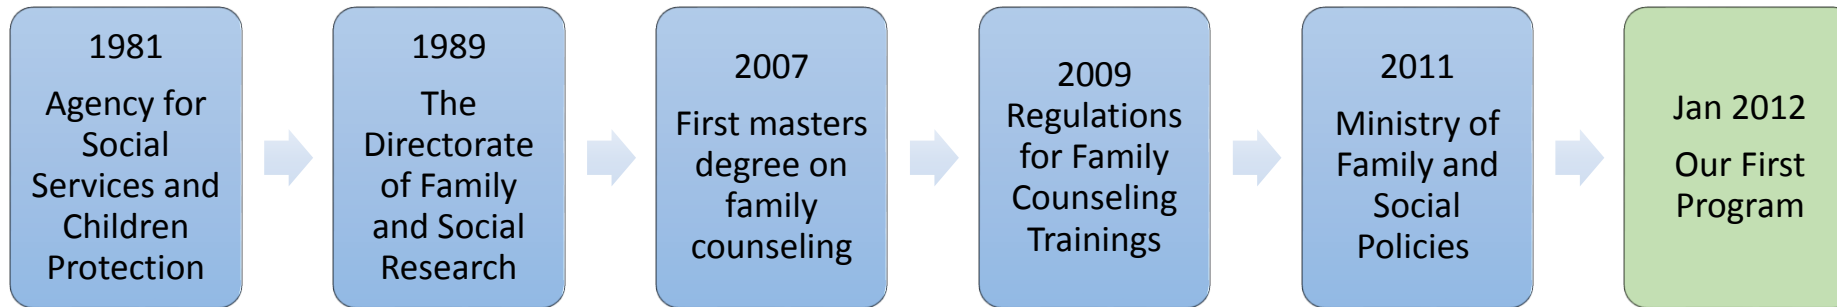 1981
Agency for
Social
Services and
Children
Protection
1989
The
Directorate
of Family
and Social
Research
2007
First masters
degree on
family
counseling
2009
Regulations
for Family
Counseling
Trainings
2011
Ministry of
Family and
Social
Policies
Jan 2012
Our First
Program